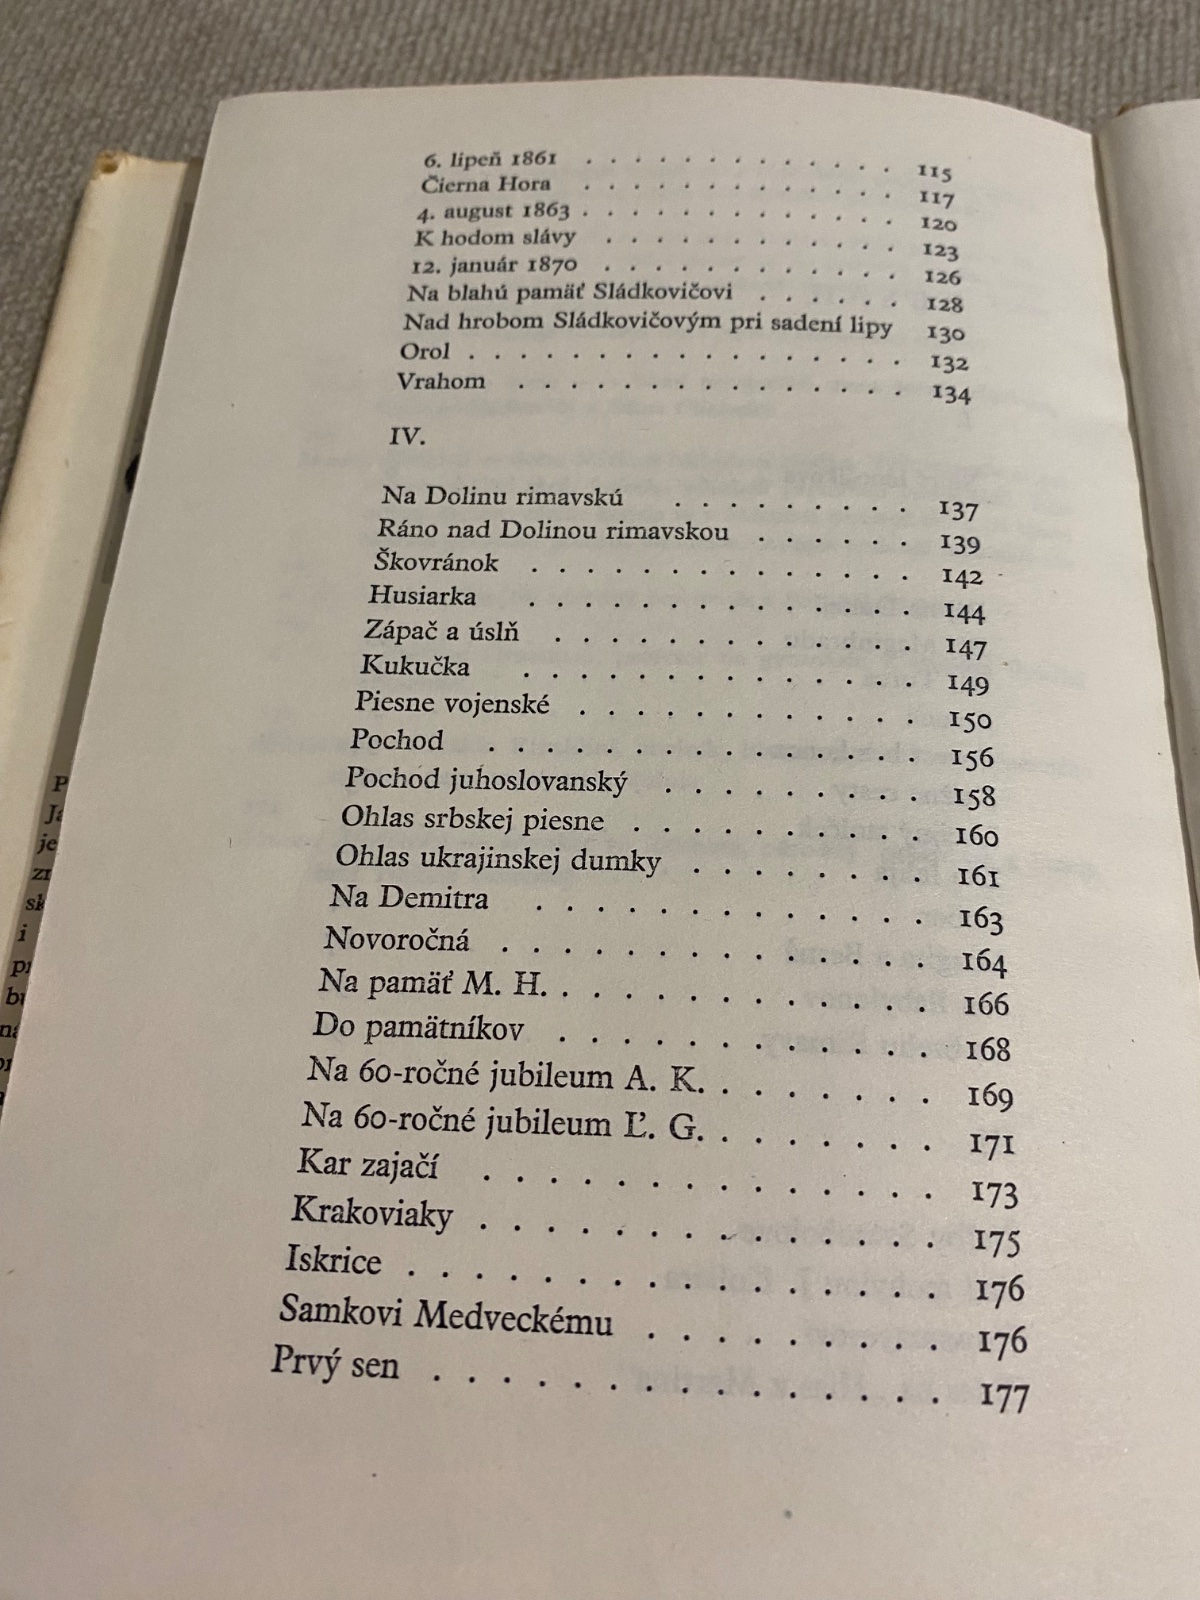 6. lipeň 1861 . . . . . . . . . . . . . 115
Čierna Hora . . . . . . . . . . . . . 117
4. august 1863 . . . . . . . . . . . . . 120
K hodom slávy . . . . . . . . . . . . 123
12. január 1870 . . . . . . . . . . . . 126
Na blahú pamäť Sládkovičovi . . . . . . 128
Nad hrobom Sládkovičovým pri sadení lipy 130
Orol . . . . . . . . . . . . . . . . . 132
Vrahom . . . . . . . . . . . . . . . 134
IV.
Na Dolinu rimavskú . . . . . . . . . 137
Ráno nad Dolinou rimavskou . . . . . . 139
Škovránok . . . . . . . . . . . . . . 142
Husiarka . . . . . . . . . . . . . . 144
Zápač a úslň . . . . . . . . . . . . . 147
Kukučka . . . . . . . . . . . . . . 149
Piesne vojenské . . . . . . . . . . . . 150
Pochod . . . . . . . . . . . . . . . 156
Pochod juhoslovanský . . . . . . . . . 158
Ohlas srbskej piesne . . . . . . . . . . 160
Ohlas ukrajinskej dumky . . . . . . . . 161
Na Demitra . . . . . . . . . . . . . 163
Novoročná . . . . . . . . . . . . . . 164
Na pamäť M. H. . . . . . . . . . . . . 166
Do pamätníkov . . . . . . . . . . . . 168
Na 60-ročné jubileum A. K. . . . . . . . 169
Na 60-ročné jubileum Ľ. G. . . . . . . . 171
Kar zajačí . . . . . . . . . . . . . . 173
Krakoviaky . . . . . . . . . . . . . . 175
Iskrice . . . . . . . . . . . . . . . . 176
Samkovi Medveckému . . . . . . . . . 176
Prvý sen . . . . . . . . . . . . . . . 177